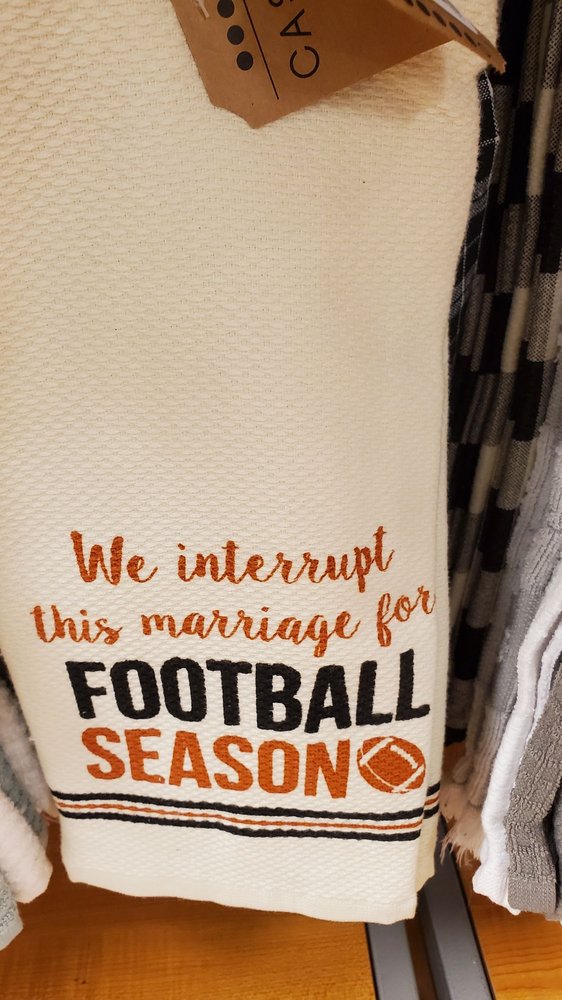 We interrupt
this marriage for
FOOTBALL
SEASON